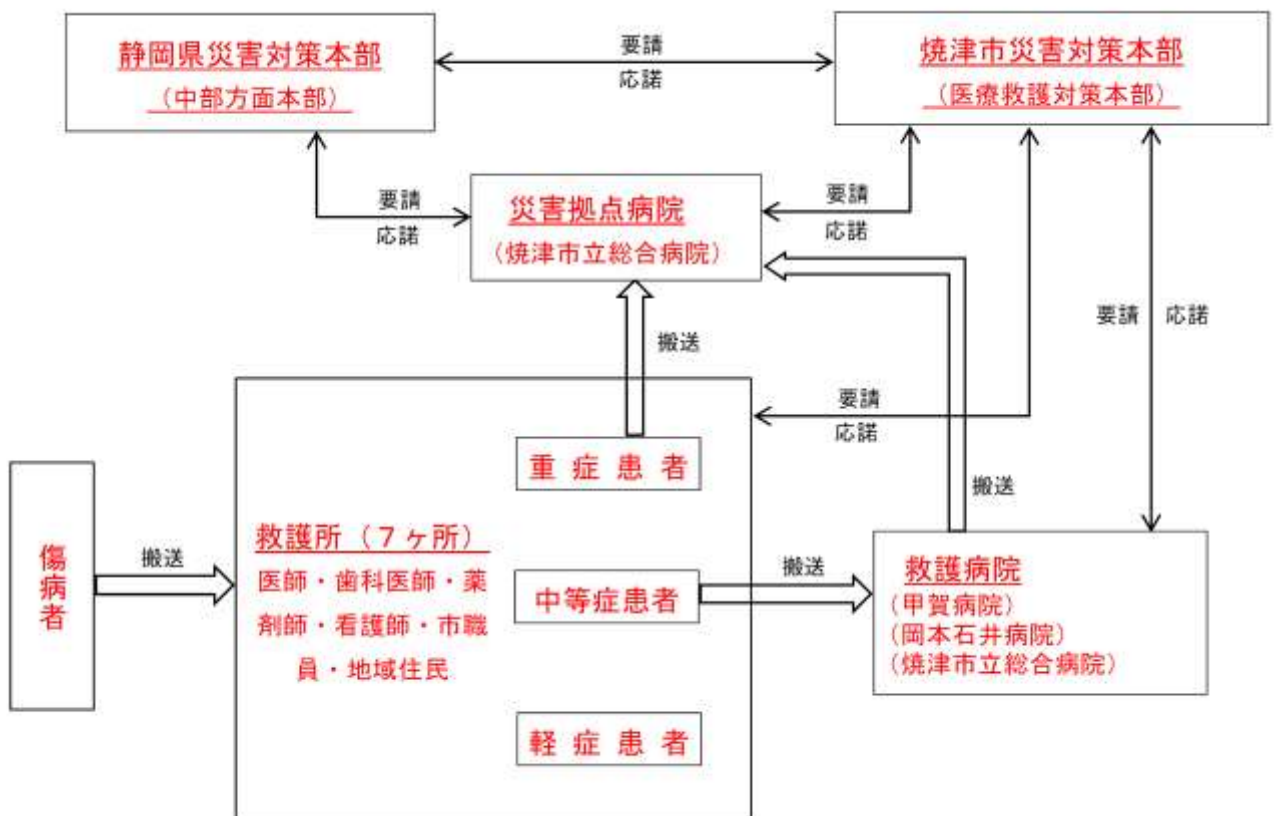 静岡県災害対策本部
（中部方面本部）
要請
応諾
焼津市災害対策本部
（医療救護対策本部）
要請
応諾
災害拠点病院
（焼津市立総合病院）
要請
応諾
要請
応諾
搬送
要請
応諾
重症患者
搬送
傷病者
搬送
救護所（７ヶ所）
医師・歯科医師・薬
剤師・看護師・市職
員・地域住民
中等症患者
搬送
救護病院
（甲賀病院）
（岡本石井病院）
（焼津市立総合病院）
軽症患者